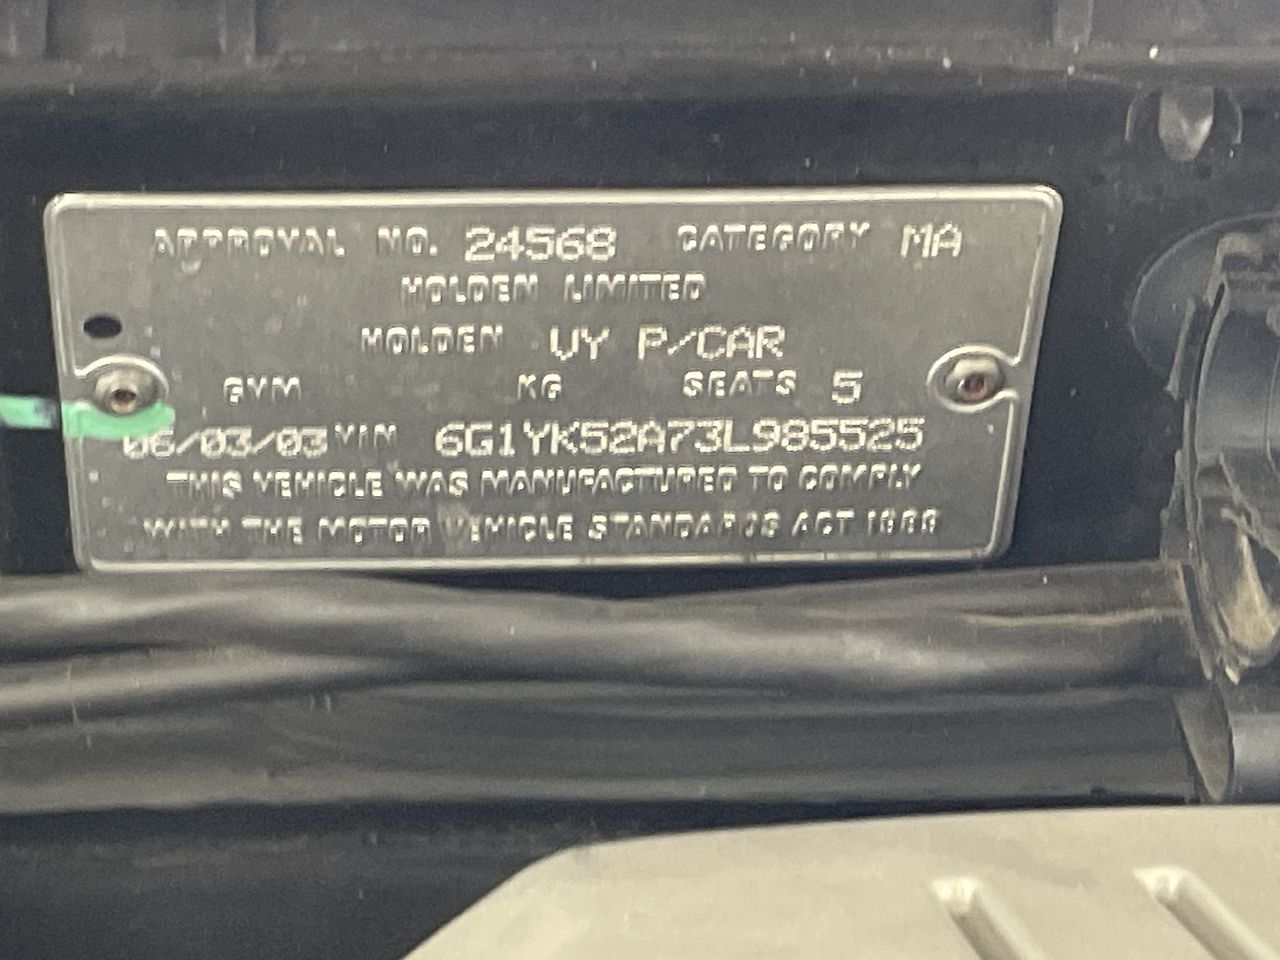 APPROVAL NO. 24568 CATEGORY MA
HOLDEN LIMITED
HOLDEN VY P/CAR
GVM KG SEATS 5
06/03/03 VIN 6G1YK52A73L985525
THIS VEHICLE WAS MANUFACTURED TO COMPLY
WITH THE MOTOR VEHICLE STANDARDS ACT 1989